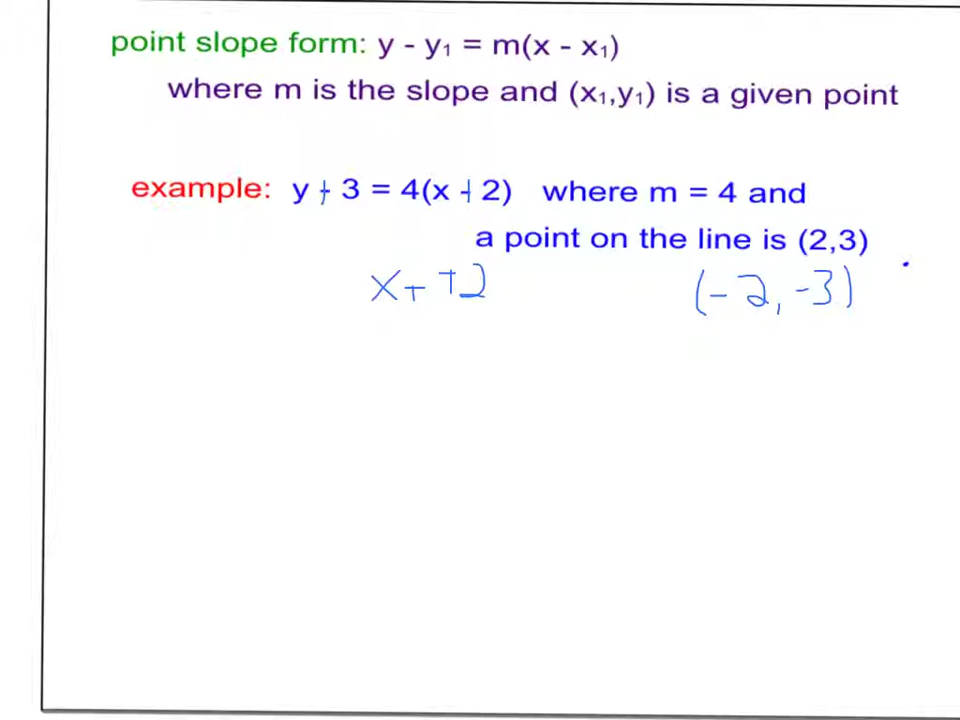 point slope form: y - y₁ = m(x - x₁)
where m is the slope and (x₁,y₁) is a given point
example: y + 3 = 4(x + 2) where m = 4 and
a point on the line is (2,3)
x+ +2 (-2, -3)